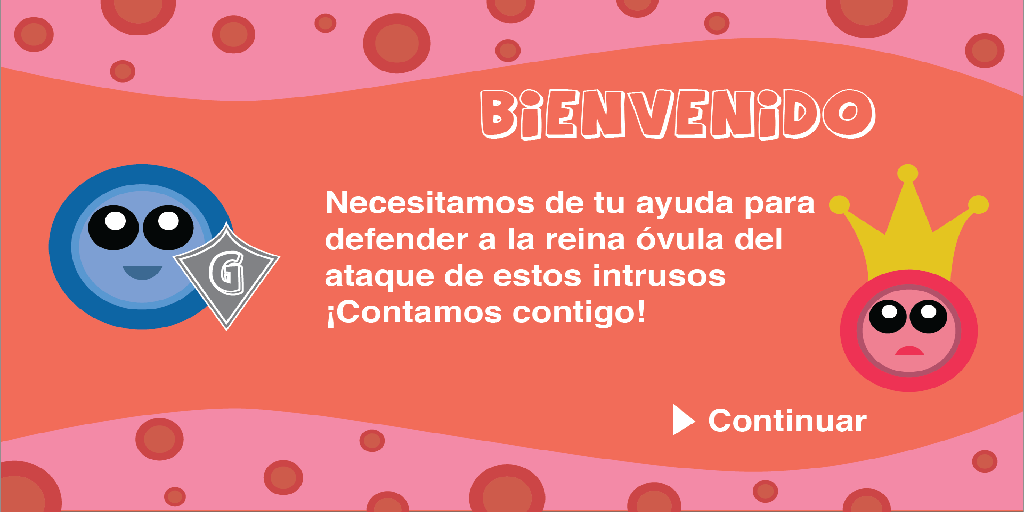 BiENVENiDO
Necesitamos de tu ayuda para
defender a la reina óvula del
ataque de estos intrusos
¡Contamos contigo!
G
Continuar